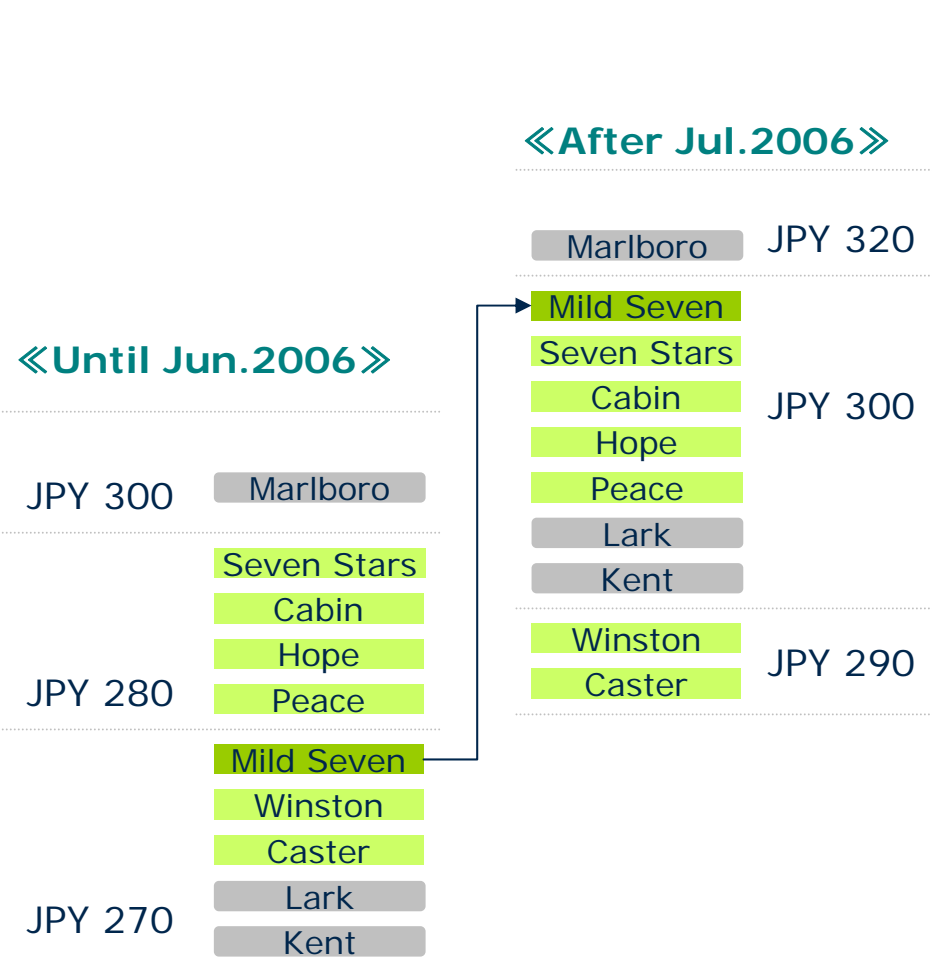 ≪Until Jun.2006≫
JPY 300
Marlboro
Seven Stars
Cabin
Hope
JPY 280
Peace
Mild Seven
Winston
Caster
Lark
JPY 270
Kent
≪After Jul.2006≫
Marlboro
JPY 320
Mild Seven
Seven Stars
Cabin
JPY 300
Hope
Peace
Lark
Kent
Winston
JPY 290
Caster